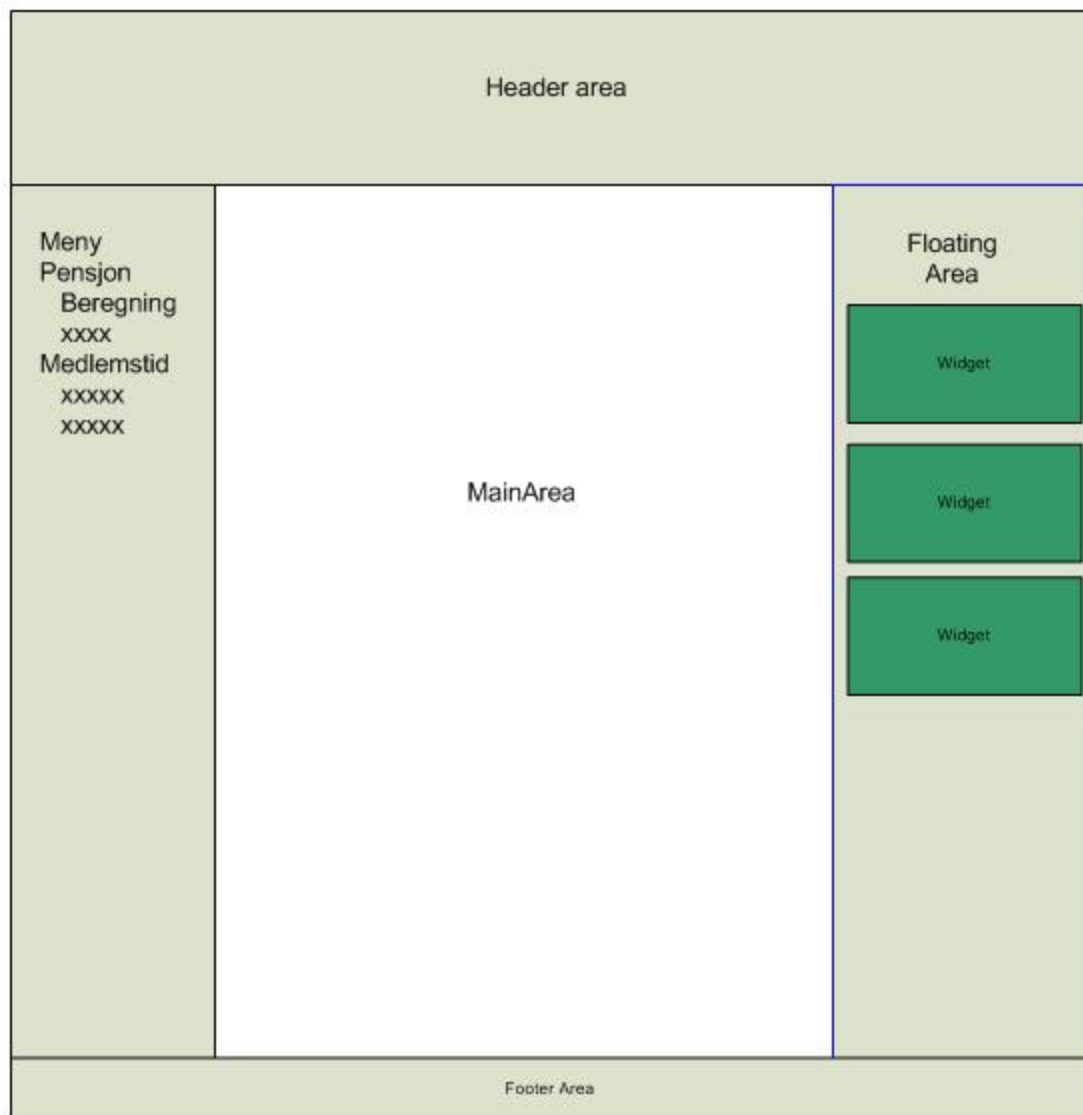 Header area
Meny
Pensjon
Beregning
xxxx
Medlemstid
xxxxx
xxxxx
MainArea
Floating
Area
Widget
Widget
Widget
Footer Area